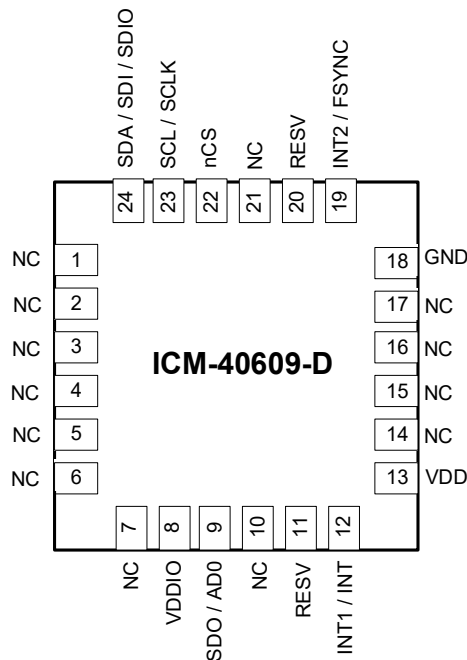 SDA / SDI / SDIO
SCL / SCLK
nCS
NC
RESV
INT2 / FSYNC
24
23
22
21
20
19
NC 1
18 GND
NC 2
17 NC
NC 3
16 NC
ICM-40609-D
NC 4
15 NC
NC 5
14 NC
NC 6
13 VDD
7
8
9
10
11
12
NC
VDDIO
SDO / AD0
NC
RESV
INT1 / INT